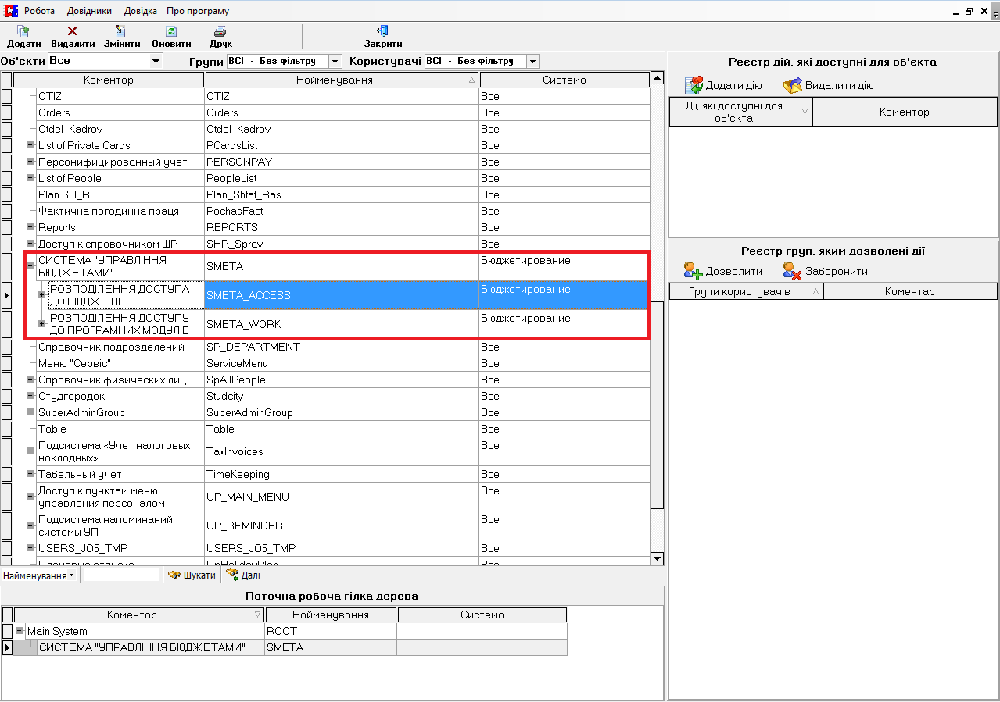 Робота Довідники Довідка Про програму
Додати Видалити Змінити Оновити Друк Закрити
Об'єкти Все Групи ВСІ - Без фільтру Користувачі ВСІ - Без фільтру
Коментар Найменування Система
OTIZ OTIZ Все
Orders Orders Все
Otdel_Kadrov Otdel_Kadrov Все
List of Private Cards PCardsList Все
Персонифицированный учет PERSONPAY Все
List of People PeopleList Все
Plan SH_R Plan_Shtat_Ras Все
Фактична погодинна праця PochasFact Все
Reports REPORTS Все
Доступ к справочникам ШР SHR_Sprav Все
СИСТЕМА "УПРАВЛІННЯ
БЮДЖЕТАМИ" SMETA Бюджетирование
РОЗПОДІЛЕННЯ ДОСТУПА
ДО БЮДЖЕТІВ SMETA_ACCESS Бюджетирование
РОЗПОДІЛЕННЯ ДОСТУПУ
ДО ПРОГРАМНИХ МОДУЛІВ SMETA_WORK Бюджетирование
Справочник подразделений SP_DEPARTMENT Все
Меню "Сервіс" ServiceMenu Все
Справочник физических лиц SpAllPeople Все
Студгородок Studcity Все
SuperAdminGroup SuperAdminGroup Все
Table Table Все
Подсистема «Учет налоговых
накладных» TaxInvoices Все
Табельный учет TimeKeeping Все
Доступ к пунктам меню
управления персоналом UP_MAIN_MENU Все
Подсистема напоминаний
системы УП UP_REMINDER Все
USERS_JO5_TMP USERS_JO5_TMP Все
Плановые отпуска UpHolidayPlan Все
Найменування Шукати Далі
Поточна робоча гілка дерева
Коментар Найменування Система
Main System ROOT
СИСТЕМА "УПРАВЛІННЯ БЮДЖЕТАМИ" SMETA
Реєстр дій, які доступні для об'єкта
Додати дію Видалити дію
Дії, які доступні для
об'єкта Коментар
Реєстр груп, яким дозволені дії
Дозволити Заборонити
Групи користувачів Коментар